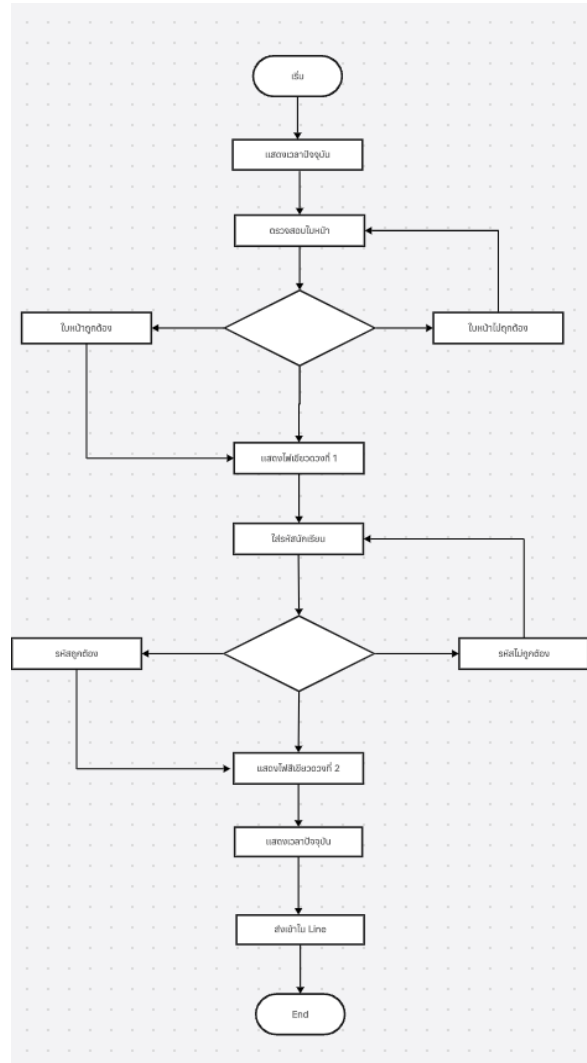 เริ่ม
แสดงเวลาปัจจุบัน
ตรวจสอบใบหน้า
ใบหน้าถูกต้อง
ใบหน้าไม่ถูกต้อง
แสดงไฟเขียวดวงที่ 1
ใส่รหัสนักเรียน
รหัสถูกต้อง
รหัสไม่ถูกต้อง
แสดงไฟสีเขียวดวงที่ 2
แสดงเวลาปัจจุบัน
ส่งเข้าใน Line
End